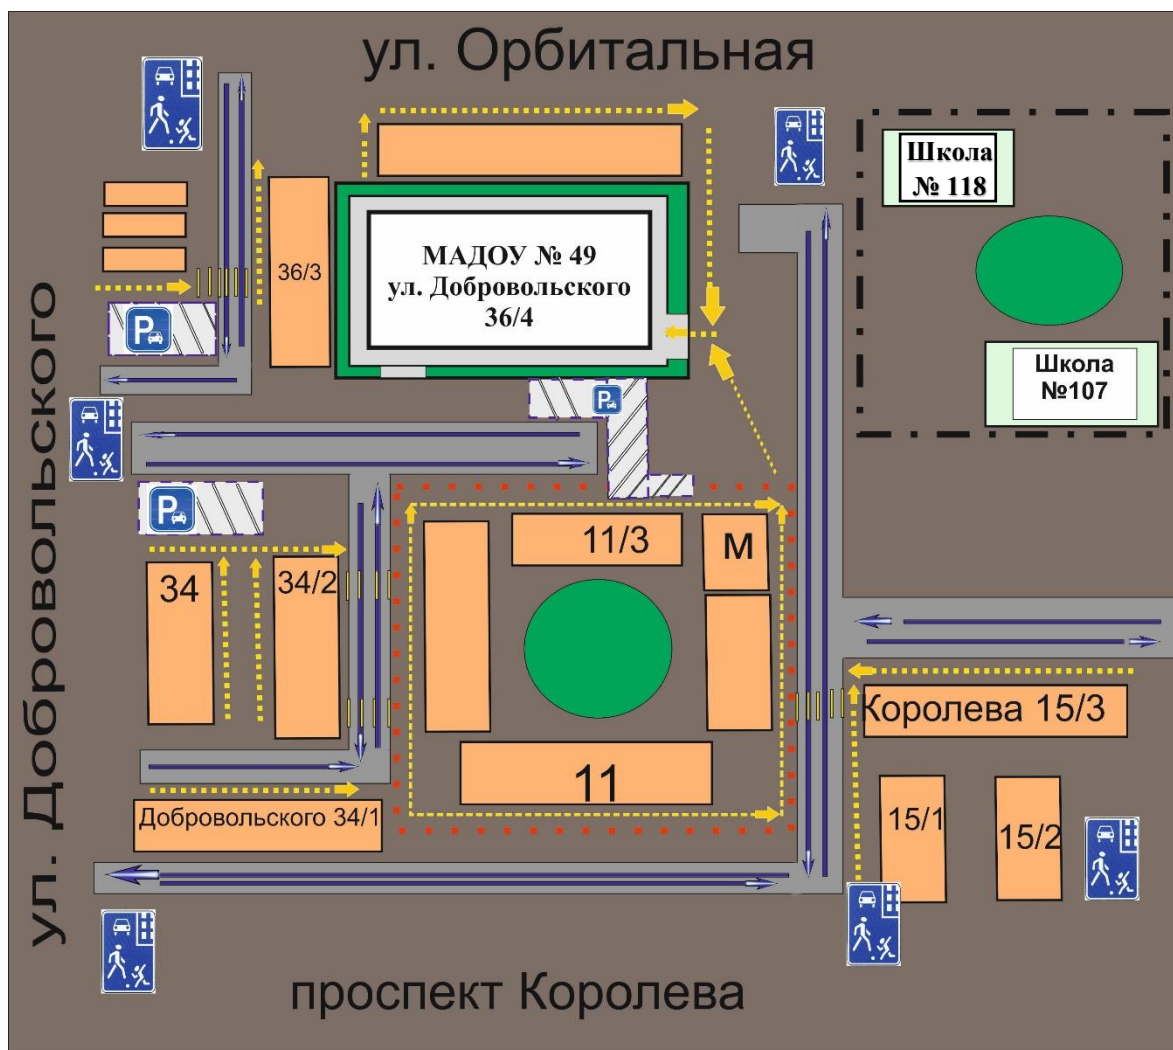 ул. Орбитальная
Школа
№ 118
МАДОУ № 49
ул. Добровольского
36/4
36/3
P
P
Школа
№107
ул. Добровольского
P
11/3
М
34
34/2
Королева 15/3
11
Добровольского 34/1
15/1
15/2
проспект Королева